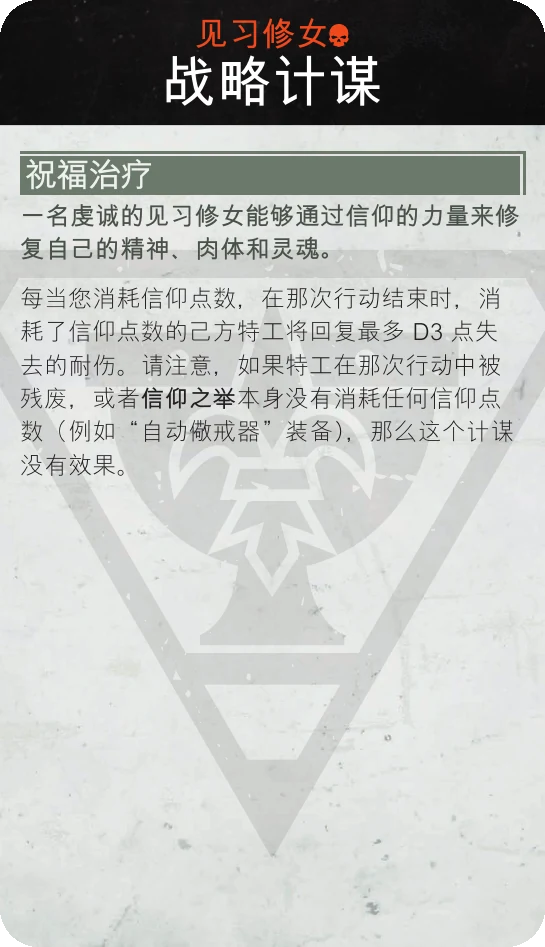 见习修女
战略计谋
祝福治疗
一名虔诚的见习修女能够通过信仰的力量来修
复自己的精神、肉体和灵魂。
每当您消耗信仰点数，在那次行动结束时，消
耗了信仰点数的己方特工将回复最多 D3 点失
去的耐伤。请注意，如果特工在那次行动中被
残废，或者信仰之举本身没有消耗任何信仰点
数（例如“自动儆戒器”装备），那么这个计谋
没有效果。